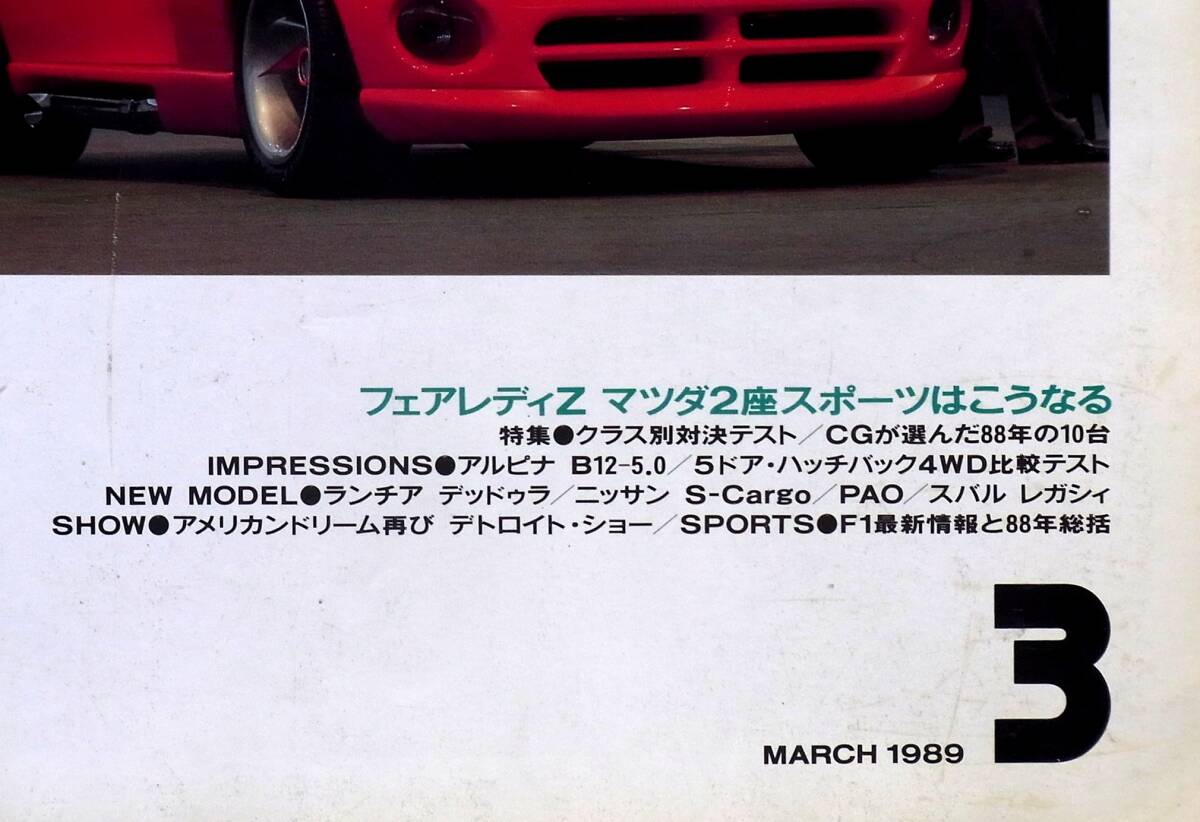 フェアレディZ マツダ2座スポーツはこうなる
特集●クラス別対決テスト／CGが選んだ88年の10台
IMPRESSIONS●アルピナ B12-5.0／5ドア・ハッチバック4WD比較テスト
NEW MODEL●ランチア デッドゥラ／ニッサン S-Cargo／PAO／スバル レガシィ
SHOW●アメリカンドリーム再び デトロイト・ショー／SPORTS●F1最新情報と88年総括
3
MARCH 1989